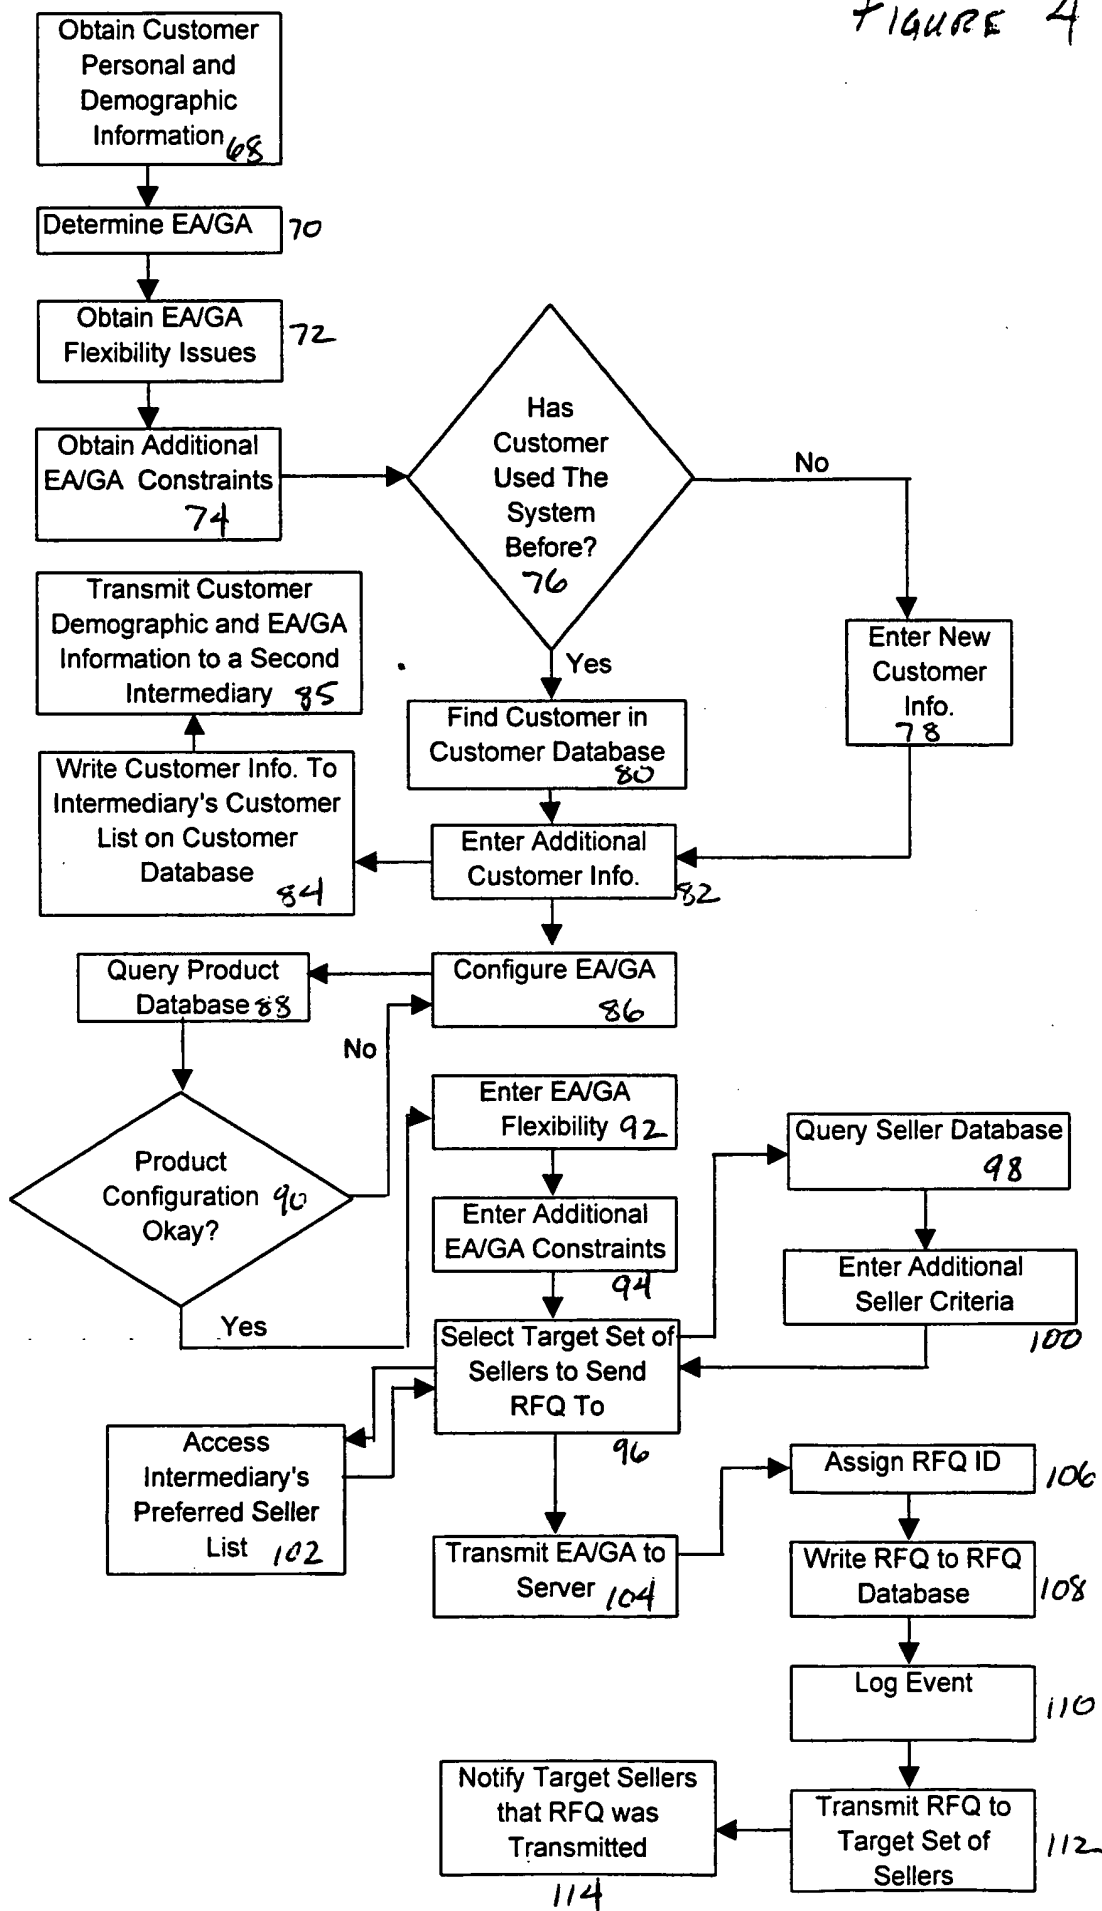 FIGURE 4
Obtain Customer
Personal and
Demographic
Information 68
Determine EA/GA 70
Obtain EA/GA
Flexibility Issues 72
Obtain Additional
EA/GA Constraints
74
Has
Customer
Used The
System
Before?
76
No
Yes
Enter New
Customer
Info.
78
Find Customer in
Customer Database
80
Enter Additional
Customer Info.
82
Write Customer Info. To
Intermediary's Customer
List on Customer
Database
84
Transmit Customer
Demographic and EA/GA
Information to a Second
Intermediary 85
Configure EA/GA
86
Query Product
Database 88
Product
Configuration 90
Okay?
No
Yes
Enter EA/GA
Flexibility 92
Enter Additional
EA/GA Constraints
94
Select Target Set of
Sellers to Send
RFQ To
96
Query Seller Database
98
Enter Additional
Seller Criteria
100
Access
Intermediary's
Preferred Seller
List 102
Transmit EA/GA to
Server 104
Assign RFQ ID 106
Write RFQ to RFQ
Database 108
Log Event 110
Transmit RFQ to
Target Set of 112
Sellers
Notify Target Sellers
that RFQ was
Transmitted
114